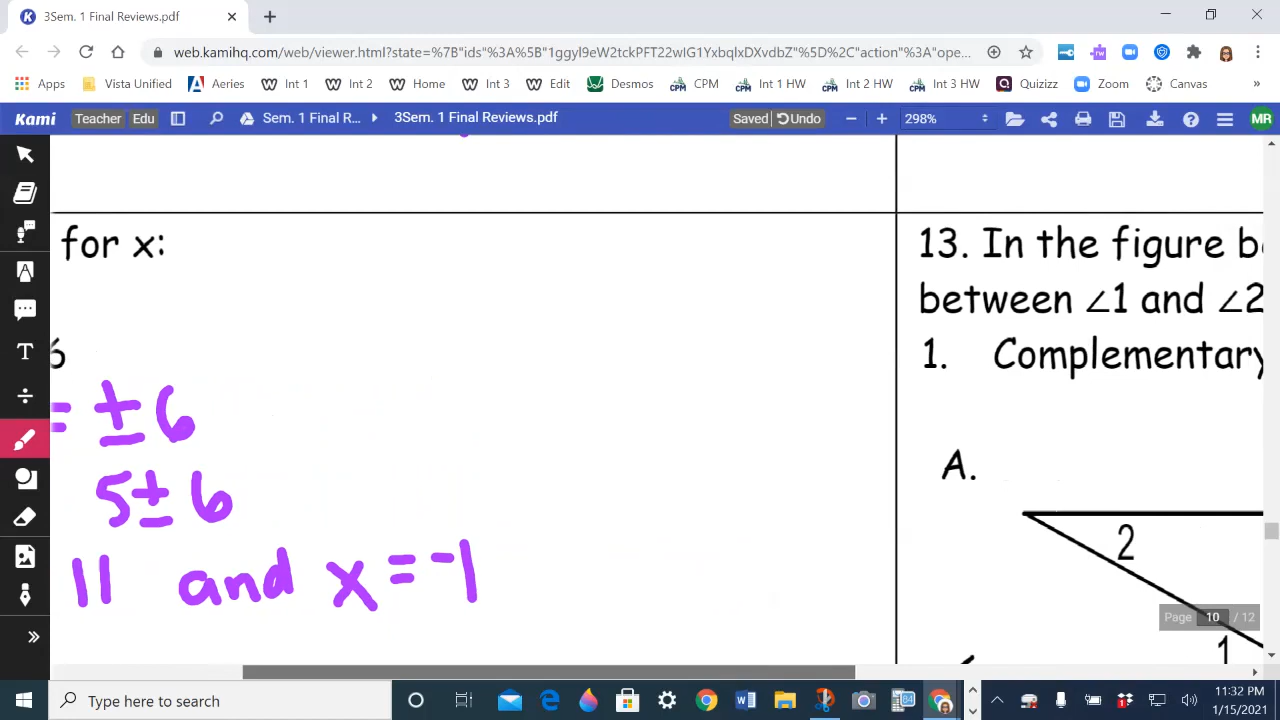 3Sem. 1 Final Reviews.pdf
web.kamihq.com/web/viewer.html?state=%7B"ids"%3A%5B"1ggyI9eW2tckPFT22wIG1YsXsqlxDXvdbZ"%5D%2C"action"%3A"ope...
Apps Vista Unified Aeries Int 1 Int 2 Home Int 3 Edit Desmos CPM Int 1 HW Int 2 HW Int 3 HW Quizizz Zoom Canvas »
Kami Teacher Edu Sem. 1 Final R... 3Sem. 1 Final Reviews.pdf Saved Undo 298% MR
for x:
6
= ± 6
5 ± 6
11 and x = -1
13. In the figure b
between ∠1 and ∠2
1. Complementary
A.
2
1
Page 10 / 12
Type here to search
11:32 PM
1/15/2021